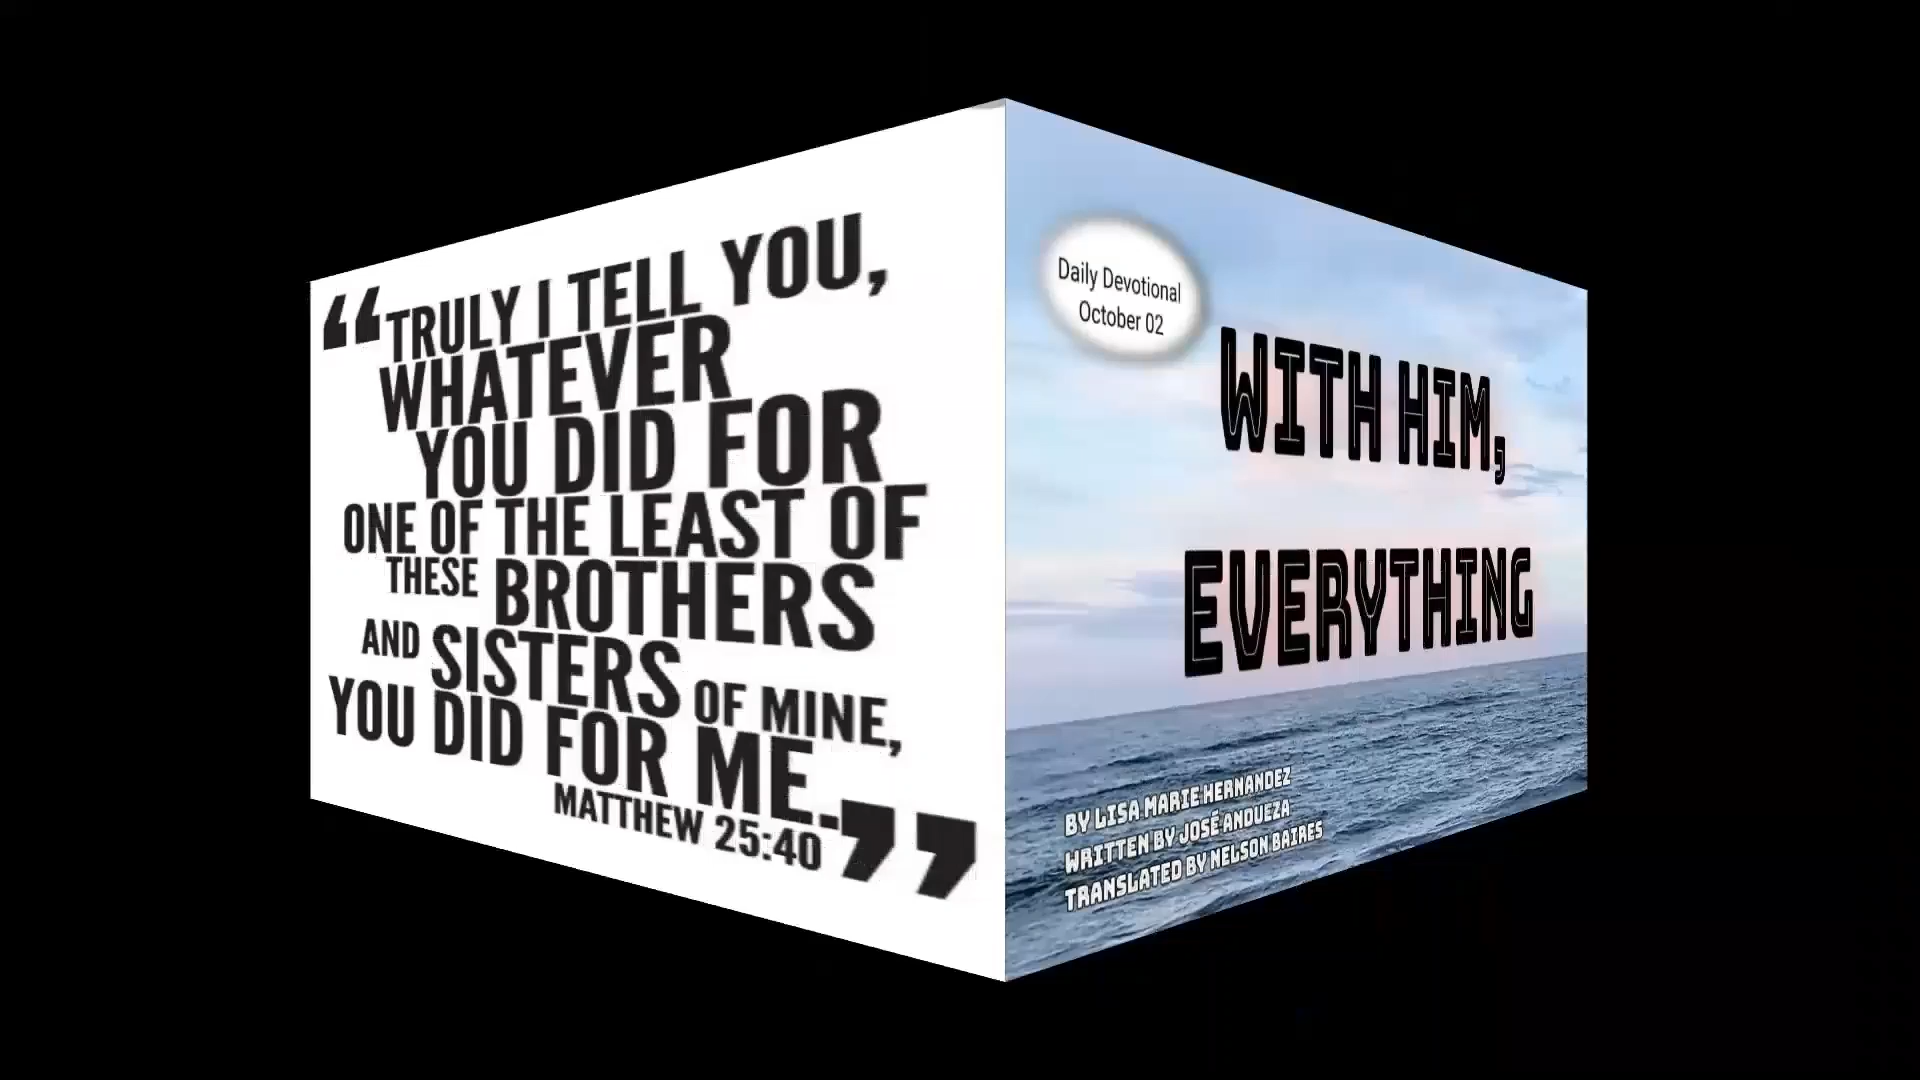 “TRULY I TELL YOU,
WHATEVER
YOU DID FOR
ONE OF THE LEAST OF
THESE BROTHERS
AND SISTERS OF MINE,
YOU DID FOR ME.”
MATTHEW 25:40
Daily Devotional
October 02
WITH HIM,
EVERYTHING
BY LISA MARIE HERNANDEZ
WRITTEN BY JOSÉ ANDUEZA
TRANSLATED BY NELSON BAIRES